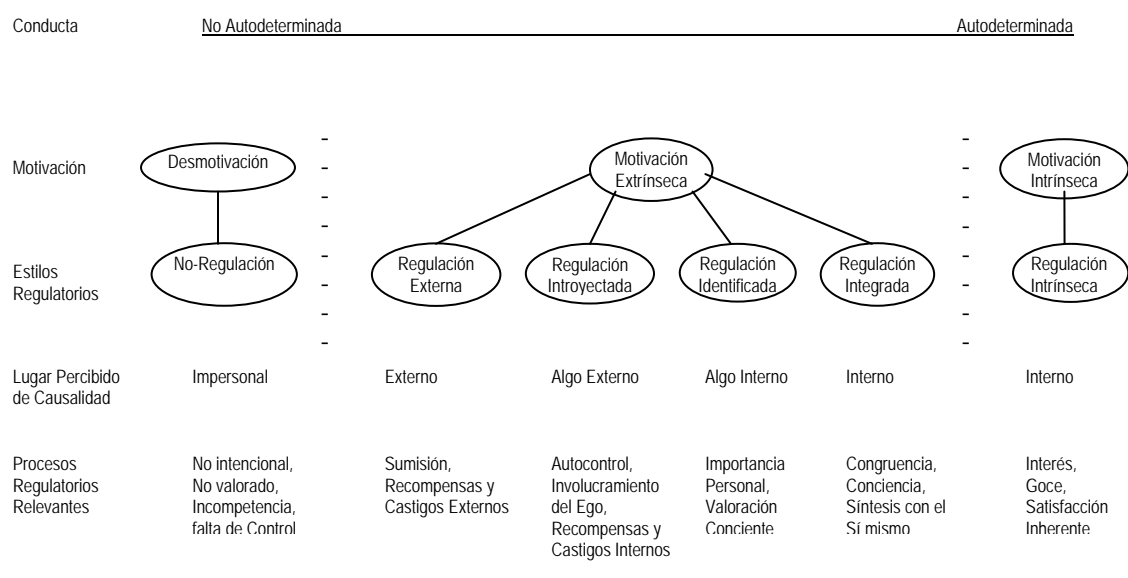 Conducta No Autodeterminada Autodeterminada
Motivación Desmotivación Motivación Extrínseca Motivación Intrínseca
Estilos Regulatorios No-Regulación Regulación Externa Regulación Introyectada Regulación Identificada Regulación Integrada Regulación Intrínseca
Lugar Percibido de Causalidad Impersonal Externo Algo Externo Algo Interno Interno Interno
Procesos Regulatorios Relevantes
No intencional,
No valorado,
Incompetencia,
falta de Control
Sumisión,
Recompensas y
Castigos Externos
Autocontrol,
Involucramiento
del Ego,
Recompensas y
Castigos Internos
Importancia
Personal,
Valoración
Conciente
Congruencia,
Conciencia,
Síntesis con el
Sí mismo
Interés,
Goce,
Satisfacción
Inherente